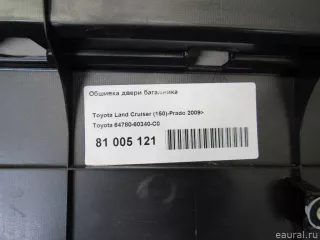 Обшивка двери багажника
Toyota Land Cruiser (150)-Prado 2009-
Toyota 64780-60340-C0
81 005 121
eaural.ru